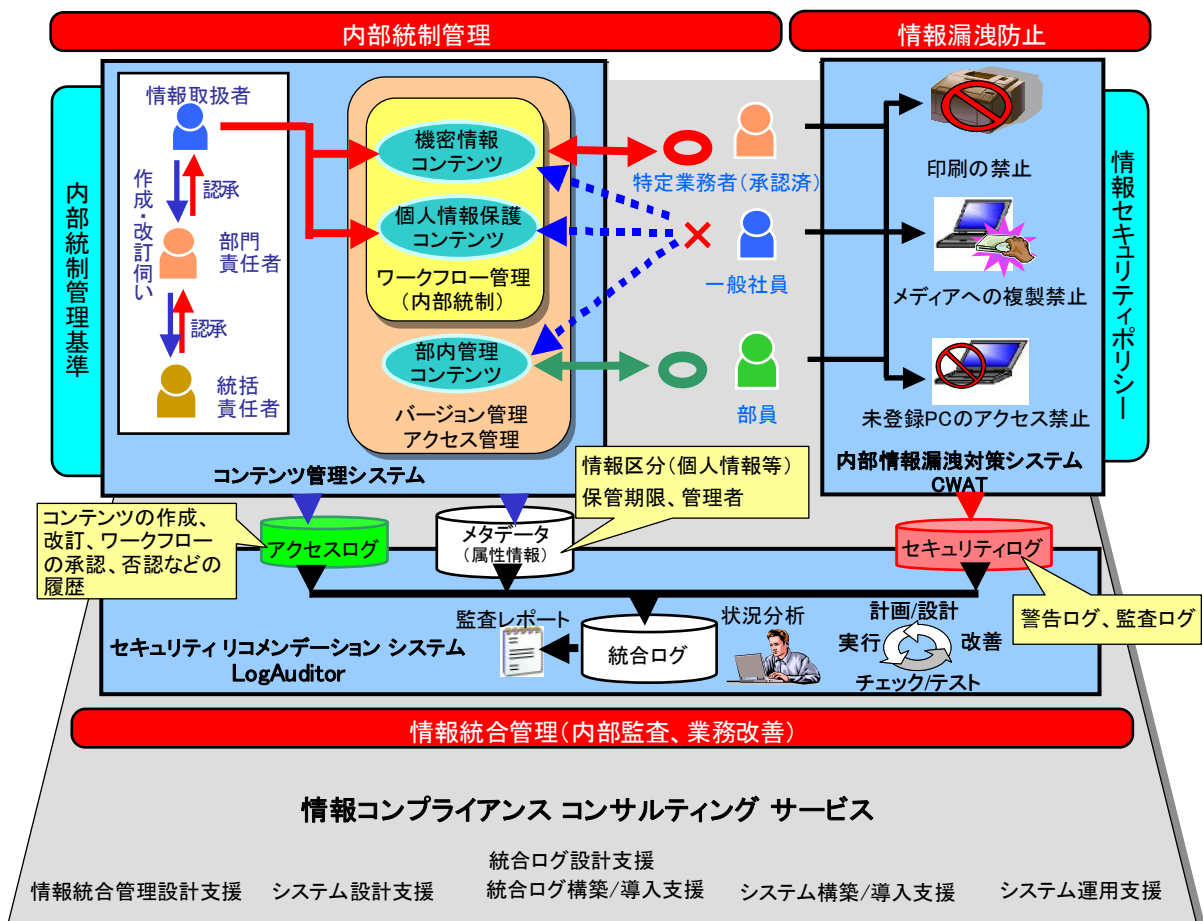 内部統制管理
情報漏洩防止
内部統制管理基準
情報取扱者
作成・改訂伺い
認承
部門
責任者
認承
統括
責任者
機密情報
コンテンツ
個人情報保護
コンテンツ
ワークフロー管理
(内部統制)
部内管理
コンテンツ
バージョン管理
アクセス管理
コンテンツ管理システム
特定業務者(承認済)
一般社員
部員
印刷の禁止
メディアへの複製禁止
未登録PCのアクセス禁止
内部情報漏洩対策システム
CWAT
情報セキュリティポリシー
情報区分(個人情報等)
保管期限、管理者
コンテンツの作成、
改訂、ワークフロー
の承認、否認などの
履歴
アクセスログ
メタデータ
(属性情報)
セキュリティログ
警告ログ、監査ログ
セキュリティ リコメンデーション システム
LogAuditor
監査レポート
統合ログ
状況分析
計画/設計
実行
改善
チェック/テスト
情報統合管理(内部監査、業務改善)
情報コンプライアンス コンサルティング サービス
情報統合管理設計支援
システム設計支援
統合ログ設計支援
統合ログ構築/導入支援
システム構築/導入支援
システム運用支援